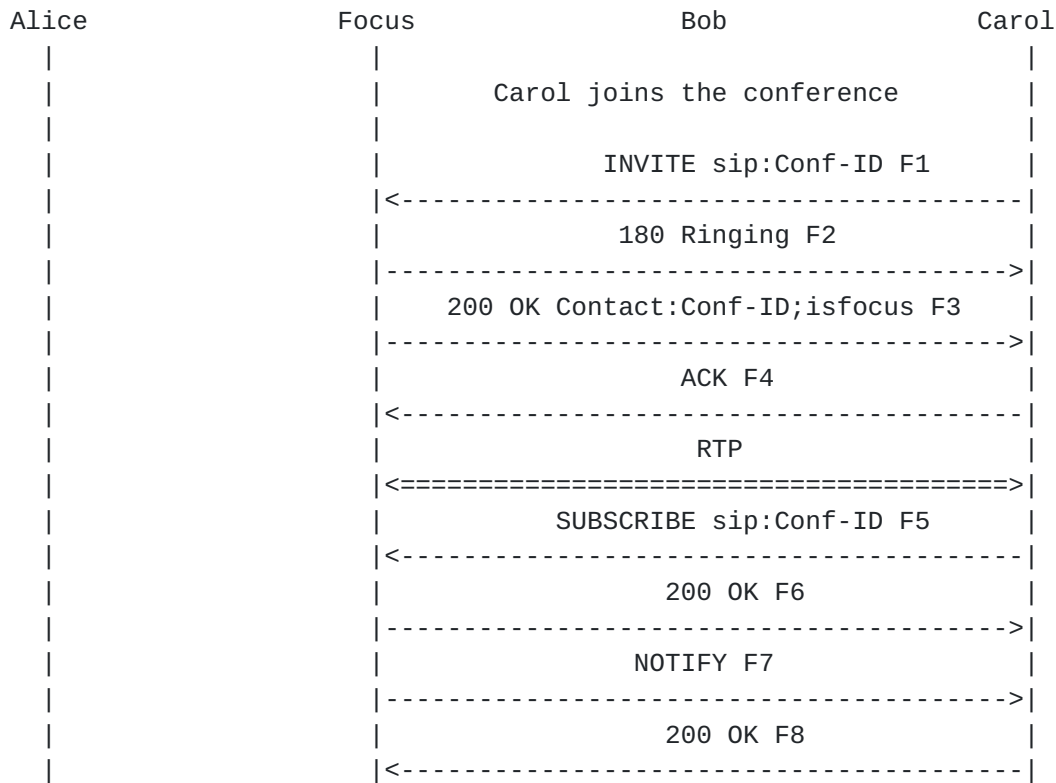 Alice                Focus                 Bob                Carol
  |                    |                                         |
  |                    |       Carol joins the conference        |
  |                    |                                         |
  |                    |              INVITE sip:Conf-ID F1      |
  |                    |<----------------------------------------|
  |                    |               180 Ringing F2            |
  |                    |---------------------------------------->|
  |                    |    200 OK Contact:Conf-ID;isfocus F3    |
  |                    |---------------------------------------->|
  |                    |                   ACK F4                |
  |                    |<----------------------------------------|
  |                    |                    RTP                  |
  |                    |<=======================================>|
  |                    |           SUBSCRIBE sip:Conf-ID F5      |
  |                    |<----------------------------------------|
  |                    |                  200 OK F6              |
  |                    |---------------------------------------->|
  |                    |                NOTIFY F7                |
  |                    |---------------------------------------->|
  |                    |                  200 OK F8              |
  |                    |<----------------------------------------|